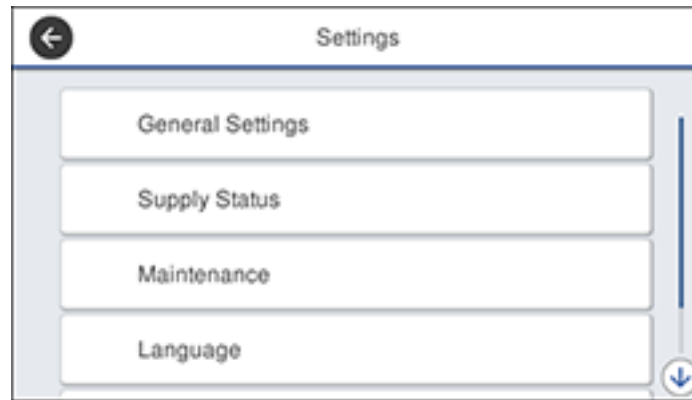 Settings
General Settings
Supply Status
Maintenance
Language